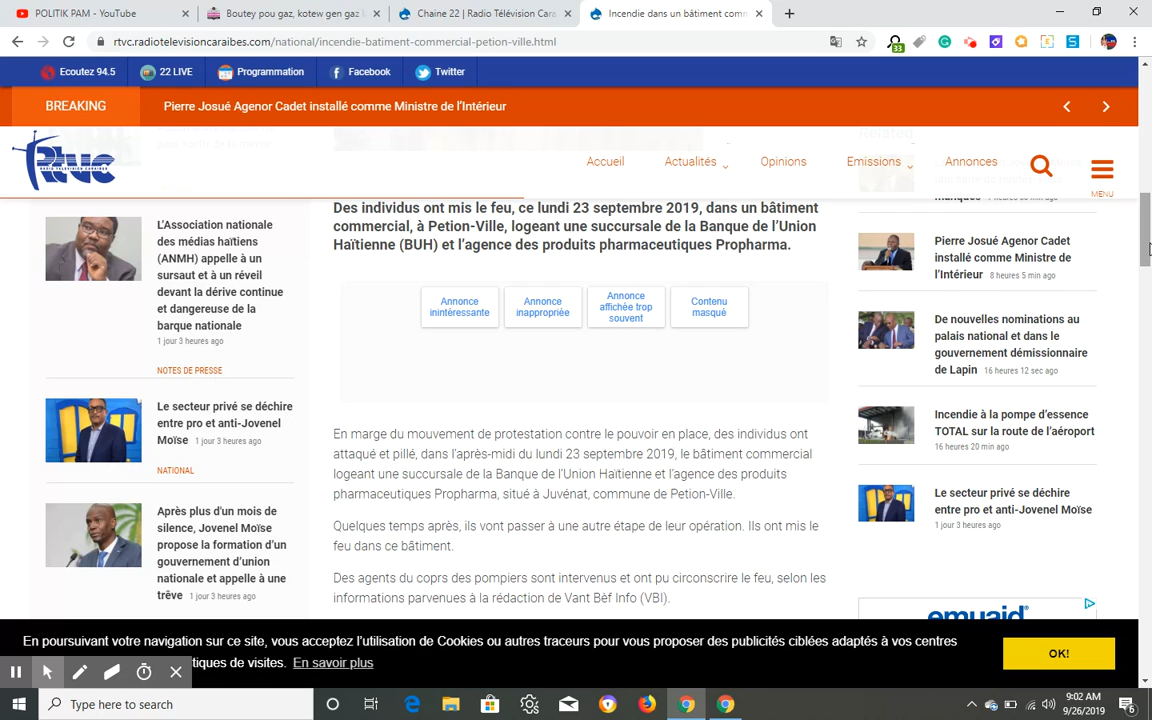 POLITIK PAM - YouTube
Boutey pou gaz, kotew gen gaz
Chaine 22 | Radio Télévision Cara
Incendie dans un bâtiment comm
rtvc.radiotelevisioncaraibes.com/national/incendie-batiment-commercial-petion-ville.html
33
Ecoutez 94.5
22 LIVE
Programmation
Facebook
Twitter
BREAKING
Pierre Josué Agenor Cadet installé comme Ministre de l'Intérieur
Rtvc
RADIO TELEVISION CARAIBES
Accueil
Actualités
Opinions
Emissions
Annonces
MENU
Related
L'Association nationale
des médias haïtiens
(ANMH) appelle à un
sursaut et à un réveil
devant la dérive continue
et dangereuse de la
barque nationale
1 jour 3 heures ago
NOTES DE PRESSE
Le secteur privé se déchire
entre pro et anti-Jovenel
Moïse 1 jour 3 heures ago
NATIONAL
Après plus d'un mois de
silence, Jovenel Moïse
propose la formation d'un
gouvernement d'union
nationale et appelle à une
trêve 1 jour 3 heures ago
Des individus ont mis le feu, ce lundi 23 septembre 2019, dans un bâtiment
commercial, à Petion-Ville, logeant une succursale de la Banque de l'Union
Haïtienne (BUH) et l'agence des produits pharmaceutiques Propharma.
Annonce
inintéressante
Annonce
inappropriée
Annonce
affichée trop
souvent
Contenu
masqué
En marge du mouvement de protestation contre le pouvoir en place, des individus ont
attaqué et pillé, dans l'après-midi du lundi 23 septembre 2019, le bâtiment commercial
logeant une succursale de la Banque de l'Union Haïtienne et l'agence des produits
pharmaceutiques Propharma, situé à Juvénat, commune de Petion-Ville.
Quelques temps après, ils vont passer à une autre étape de leur opération. Ils ont mis le
feu dans ce bâtiment.
Des agents du coprs des pompiers sont intervenus et ont pu circonscrire le feu, selon les
informations parvenues à la rédaction de Vant Bèf Info (VBI).
Pierre Josué Agenor Cadet
installé comme Ministre de
l'Intérieur 8 heures 5 min ago
De nouvelles nominations au
palais national et dans le
gouvernement démissionnaire
de Lapin 16 heures 12 sec ago
Incendie à la pompe d'essence
TOTAL sur la route de l'aéroport
16 heures 20 min ago
Le secteur privé se déchire
entre pro et anti-Jovenel Moïse
1 jour 3 heures ago
emuaid
En poursuivant votre navigation sur ce site, vous acceptez l'utilisation de Cookies ou autres traceurs pour vous proposer des publicités ciblées adaptés à vos centres
tiques de visites. En savoir plus
OK!
Type here to search
9:02 AM
9/26/2019
6